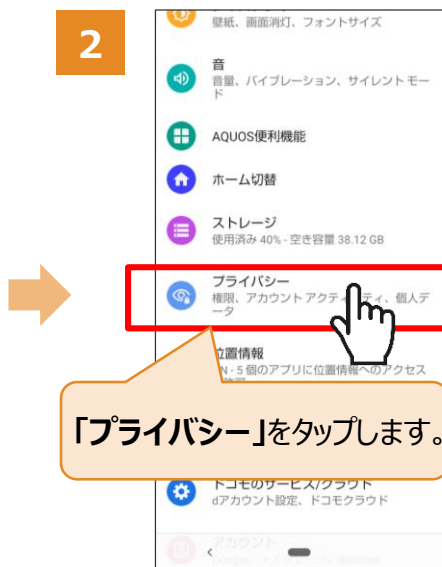 2
壁紙、画面消灯、フォントサイズ
音
音量、バイブレーション、サイレント モー
ド
AQUOS便利機能
ホーム切替
ストレージ
使用済み 40% - 空き容量 38.12 GB
プライバシー
権限、アカウント アクティ ティ、個人デ
ータ
位置情報
N - 5 個のアプリに位置情報へのアクセス
「プライバシー」をタップします。
ドコモのサービス/クラウド
dアカウント設定、ドコモクラウド
アカウント